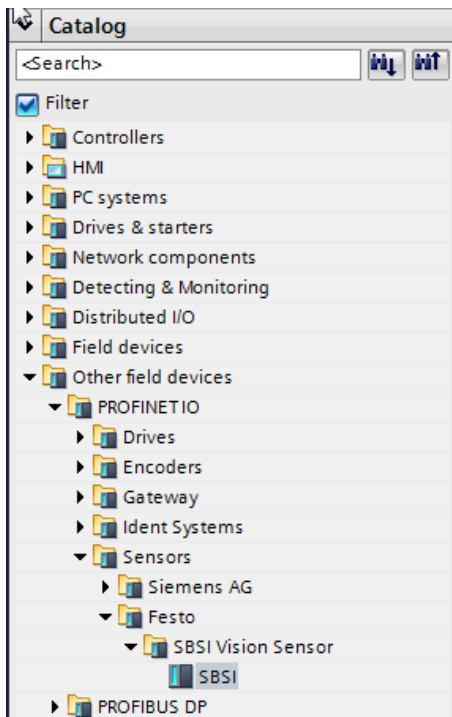 Catalog
<Search>
Filter
Controllers
HMI
PC systems
Drives & starters
Network components
Detecting & Monitoring
Distributed I/O
Field devices
Other field devices
PROFINET IO
Drives
Encoders
Gateway
Ident Systems
Sensors
Siemens AG
Festo
SBSI Vision Sensor
SBSI
PROFIBUS DP